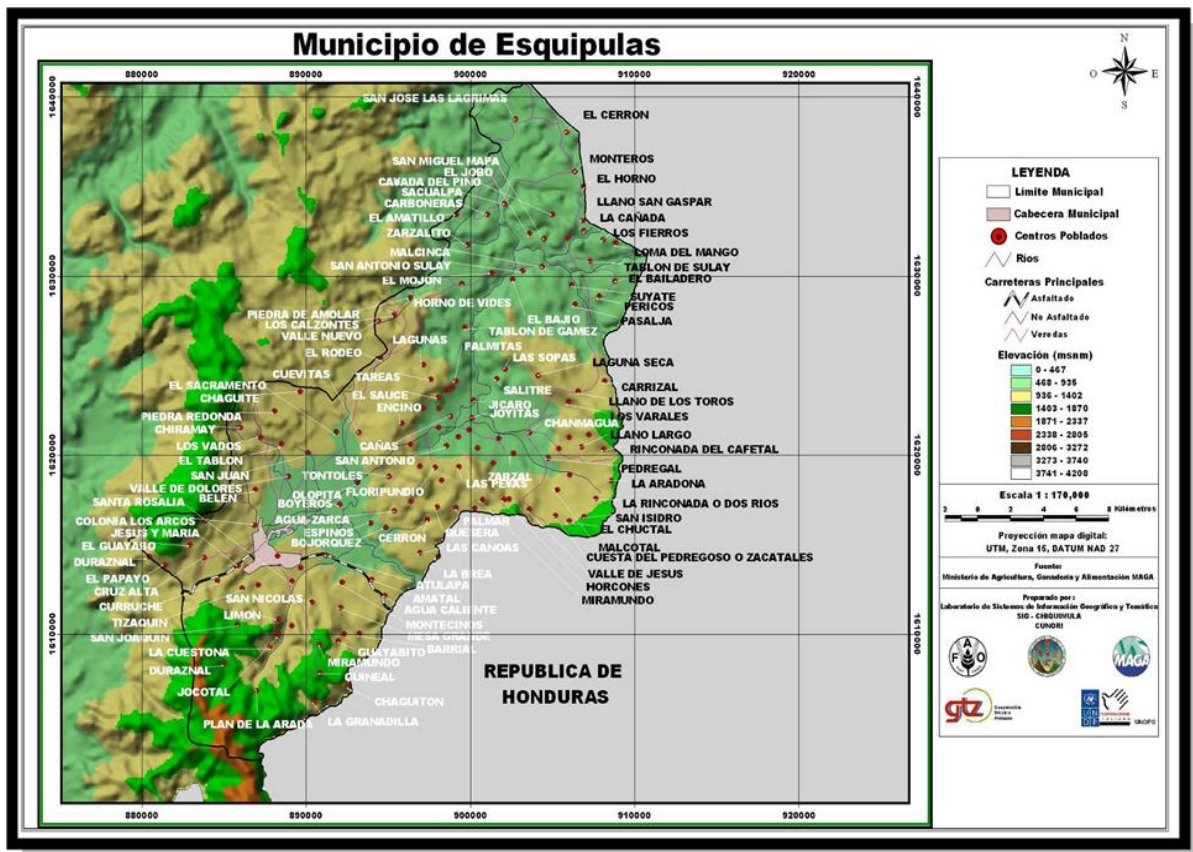 Municipio de Esquipulas
N
O E
S
880000 890000 900000 910000 920000
1640000 1640000
SAN JOSE LAS LAGRIMAS
EL CERRON
MONTEROS
SAN MIGUEL MAPA
EL JOBO
EL HORNO
CAVADA DEL PINO
SACUALPA
CARBONERAS
LLANO SAN GASPAR
EL AMATILLO
LA CAÑADA
ZARZALITO
LOS FIERROS
MALCINCA
LOMA DEL MANGO
SAN ANTONIO SULAY
TABLON DE SULAY
1630000 1630000
EL MOJON
EL BAILADERO
HORNO DE VIDES
SUYATE
PERICOS
PIEDRA DE AMOLAR
EL BAJIO
PASALJA
LOS CALZONTES
TABLON DE GAMEZ
VALLE NUEVO
LAGUNAS
PALMITAS
EL RODEO
LAS SOPAS
LAGUNA SECA
CUEVITAS
TAREAS
EL SACRAMENTO
SALITRE
CARRIZAL
CHAGUITE
EL SAUCE
JICARO
LLANO DE LOS TOROS
ENCINO
JOYITAS
PIEDRA REDONDA
LOS VARALES
CHIRAMAY
CHANMAGUA
LOS VADOS
CAÑAS
LLANO LARGO
1620000 1620000
EL TABLON
SAN ANTONIO
RINCONADA DEL CAFETAL
SAN JUAN
TONTOLES
ZARZAL
PEDREGAL
VALLE DE DOLORES
LAS PEÑAS
LA ARADONA
BELEN
OLOPITA
FLORIPUNDIO
SANTA ROSALIA
BOYEROS
LA RINCONADA O DOS RIOS
COLONIA LOS ARCOS
AGUA ZARCA
PALMAR
SAN ISIDRO
JESUS Y MARIA
ESPINOS
QUESERA
EL CHUCTAL
EL GUAYABO
BOJORQUEZ
CERRON
LAS CANOAS
MALCOTAL
DURAZNAL
CUESTA DEL PEDREGOSO O ZACATALES
EL PAPAYO
LA BREA
VALLE DE JESUS
CRUZ ALTA
ATULAPA
HORCONES
CURRUCHE
SAN NICOLAS
AMATAL
MIRAMUNDO
TIZAQUIN
LIMON
AGUA CALIENTE
MONTECINOS
SAN JOAQUIN
MESA GRANDE
1610000 1610000
LA CUESTONA
GUAYABITO
BARRIAL
DURAZNAL
MIRAMUNDO
GUINEAL
JOCOTAL
CHAGUITON
PLAN DE LA ARADA
LA GRANADILLA
REPUBLICA DE
HONDURAS
880000 890000 900000 910000 920000
LEYENDA
Límite Municipal
Cabecera Municipal
Centros Poblados
Rios
Carreteras Principales
Asfaltado
No Asfaltado
Veredas
Elevación (msnm)
0 - 467
468 - 935
936 - 1402
1403 - 1870
1871 - 2337
2338 - 2805
2806 - 3272
3273 - 3740
3741 - 4208
Escala 1 : 170,000
2 0 2 4 6 8 Kilómetros
Proyección mapa digital:
UTM, Zona 15, DATUM NAD 27
Fuente:
Ministerio de Agricultura, Ganadería y Alimentación MAGA
Preparado por:
Laboratorio de Sistemas de Información Geográfica y Temática
SIG - CHIQUIMULA
CUNORI
FAO
MAGA
gtz
UNDP
UNOPS